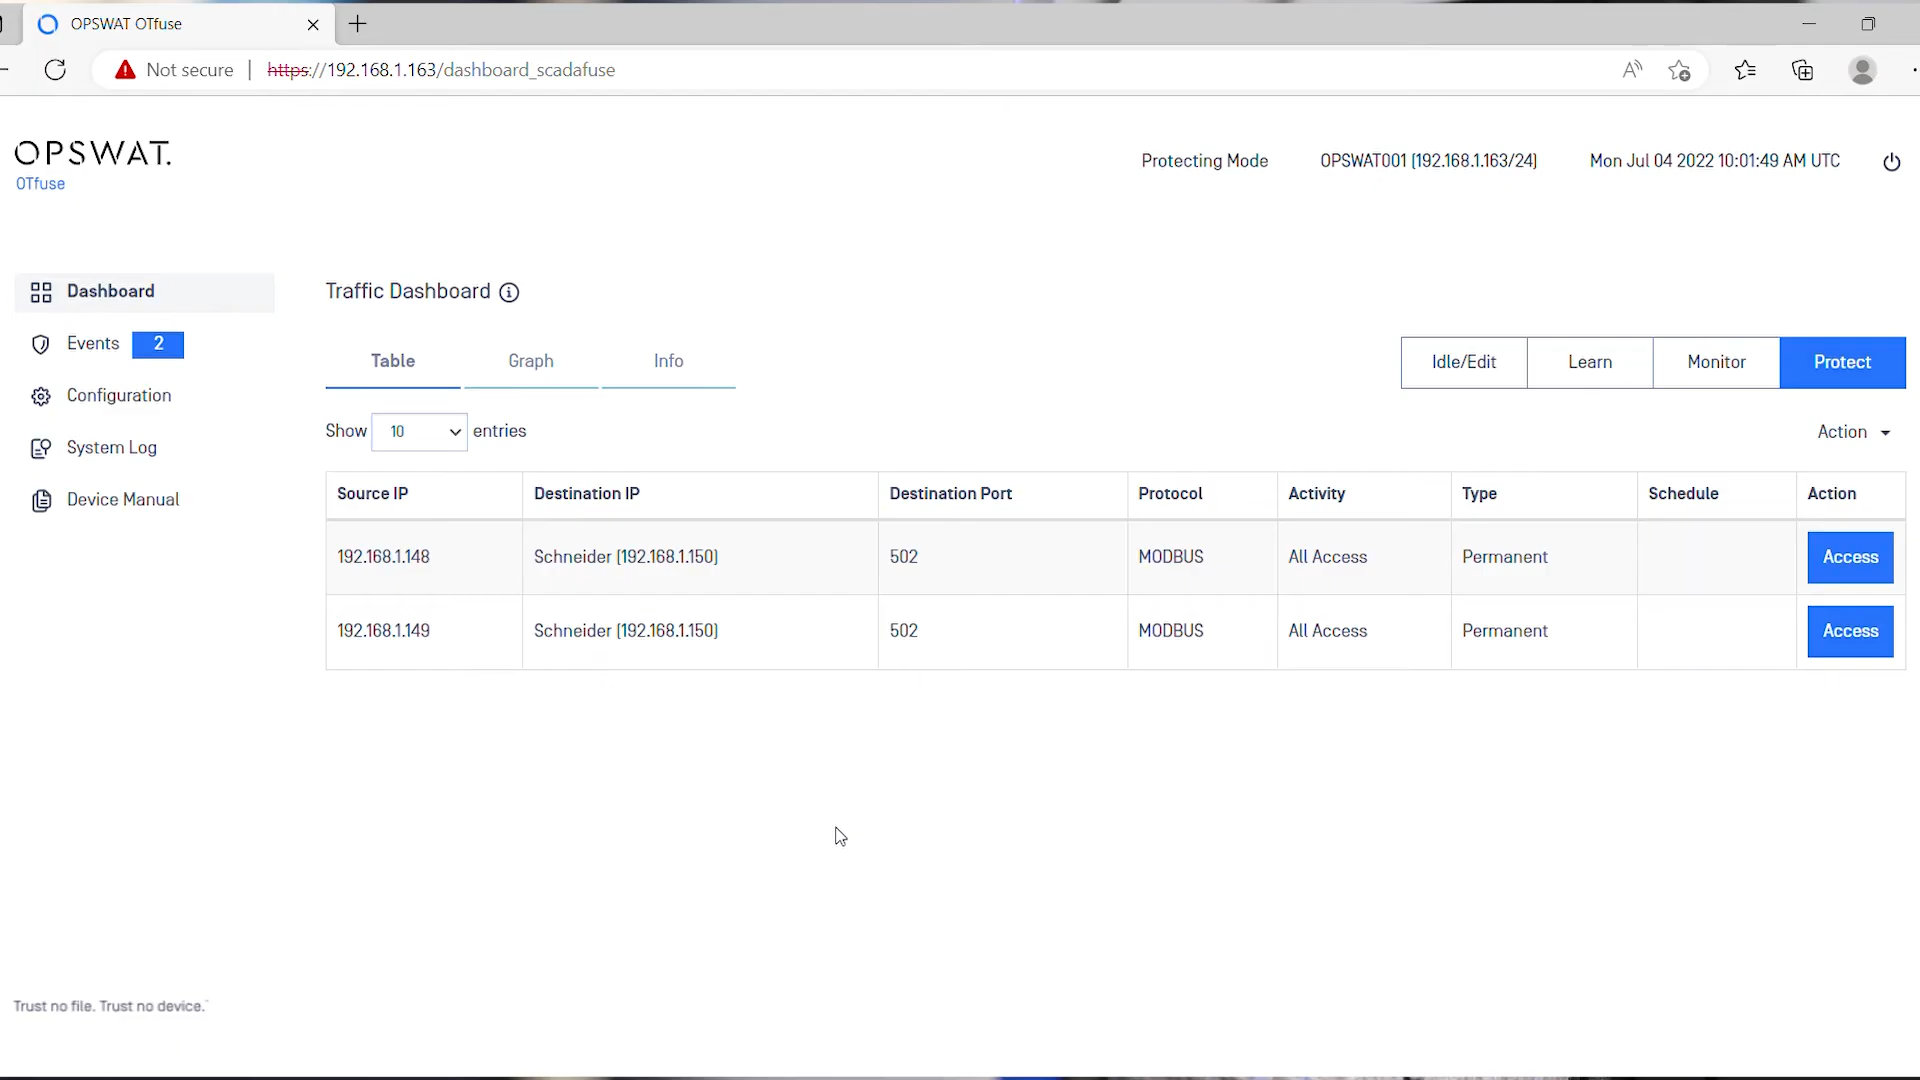 OPSWAT OTfuse
Not secure | https://192.168.1.163/dashboard_scadafuse
OPSWAT.
OTfuse
Protecting Mode OPSWAT001 [192.168.1.163/24] Mon Jul 04 2022 10:01:49 AM UTC
Dashboard
Events 2
Configuration
System Log
Device Manual
Traffic Dashboard
Table Graph Info
Idle/Edit Learn Monitor Protect
Show 10 entries
Action
Source IP Destination IP Destination Port Protocol Activity Type Schedule Action
192.168.1.148 Schneider [192.168.1.150] 502 MODBUS All Access Permanent Access
192.168.1.149 Schneider [192.168.1.150] 502 MODBUS All Access Permanent Access
Trust no file. Trust no device.